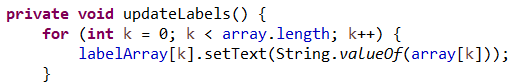 private void updateLabels() {
    for (int k = 0; k < array.length; k++) {
        labelArray[k].setText(String.valueOf(array[k]));
    }